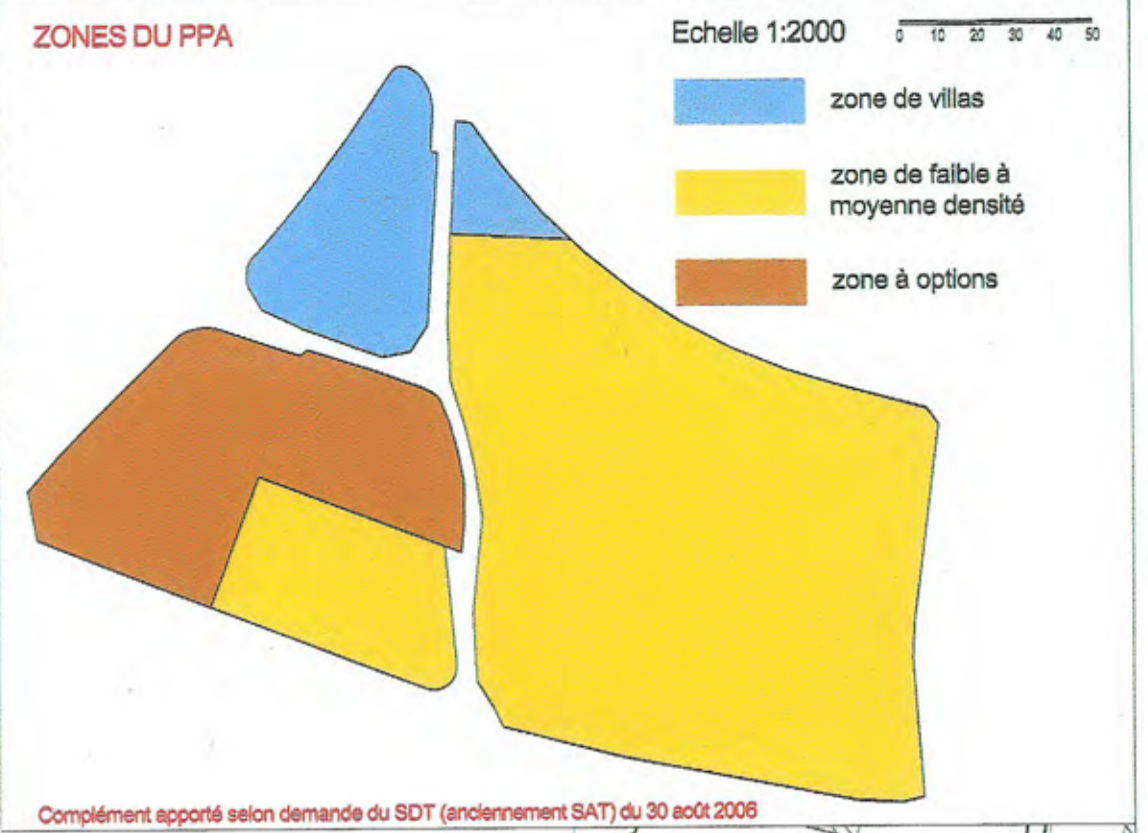 ZONES DU PPA
Echelle 1:2000
0 10 20 30 40 50
zone de villas
zone de faible à
moyenne densité
zone à options
Complément apporté selon demande du SDT (anciennement SAT) du 30 août 2006